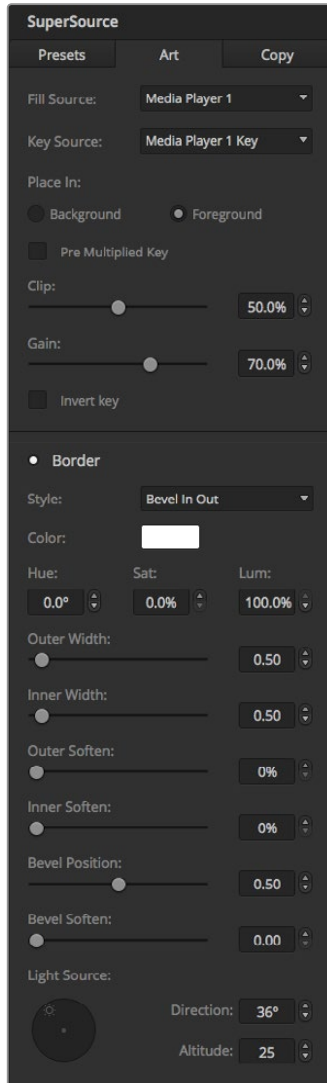 SuperSource
Presets Art Copy
Fill Source: Media Player 1
Key Source: Media Player 1 Key
Place In:
Background Foreground
Pre Multiplied Key
Clip:
50.0%
Gain:
70.0%
Invert key
Border
Style: Bevel In Out
Color:
Hue: Sat: Lum:
0.0° 0.0% 100.0%
Outer Width:
0.50
Inner Width:
0.50
Outer Soften:
0%
Inner Soften:
0%
Bevel Position:
0.50
Bevel Soften:
0.00
Light Source:
Direction: 36°
Altitude: 25